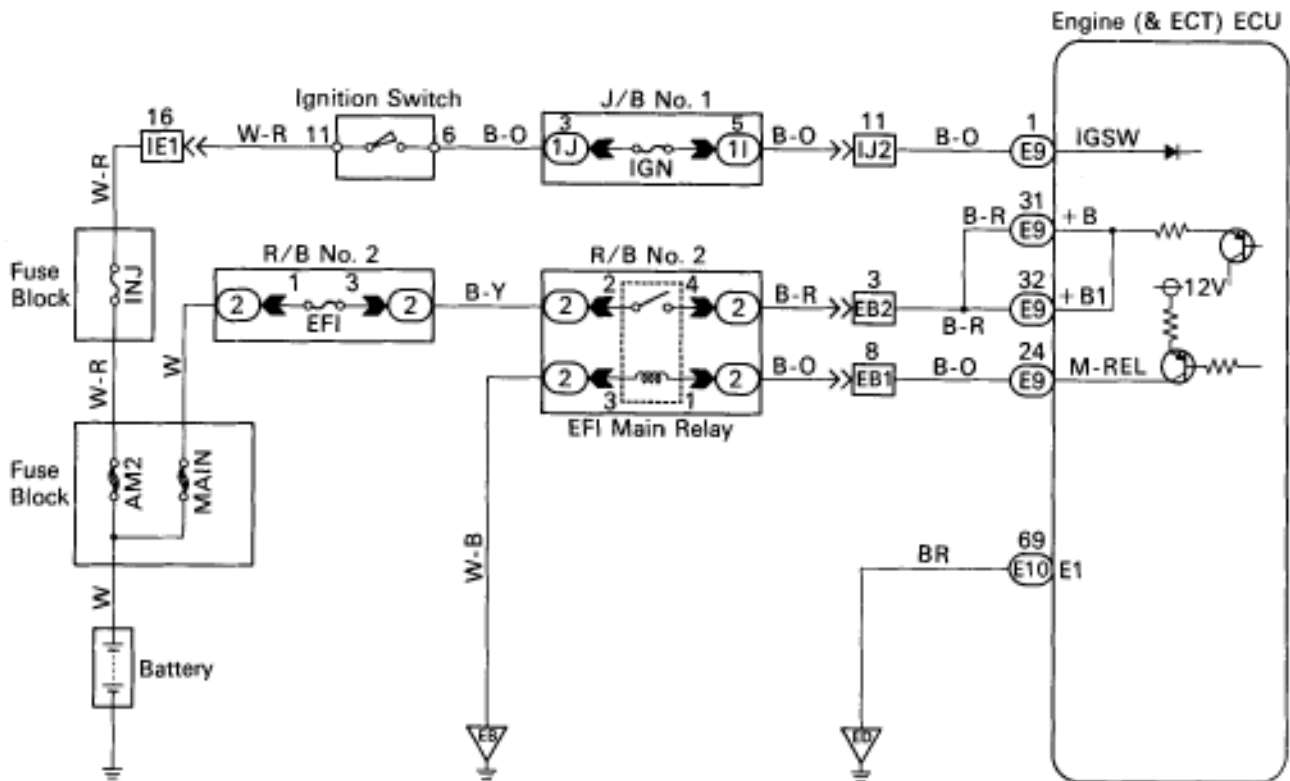 Engine (& ECT) ECU
Ignition Switch
J/B No. 1
16
IE1
W-R
11
6
B-O
3
1J
IGN
5
1I
B-O
11
IJ2
B-O
1
E9
IGSW
W-R
31
B-R
E9
+B
Fuse
Block
INJ
R/B No. 2
2
1
3
EFI
2
B-Y
R/B No. 2
2
2
4
2
B-R
3
EB2
B-R
32
E9
+B1
12V
W-R
W
2
3
1
2
EFI Main Relay
B-O
8
EB1
B-O
24
E9
M-REL
Fuse
Block
AM2
MAIN
W-B
BR
69
E10
E1
W
Battery
EB
ED